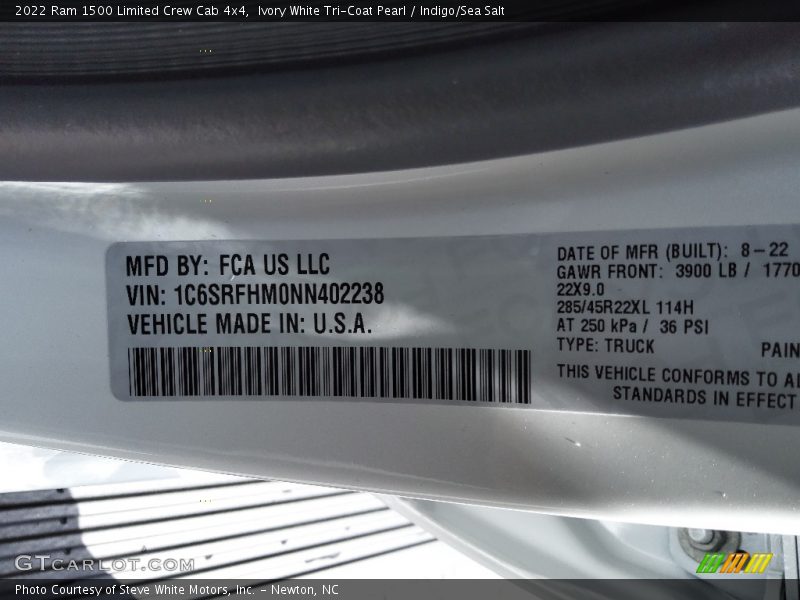 2022 Ram 1500 Limited Crew Cab 4x4, Ivory White Tri-Coat Pearl / Indigo/Sea Salt
MFD BY: FCA US LLC
VIN: 1C6SRFHM0NN402238
VEHICLE MADE IN: U.S.A.
DATE OF MFR (BUILT): 8-22
GAWR FRONT: 3900 LB / 1770
22X9.0
285/45R22XL 114H
AT 250 kPa / 36 PSI
TYPE: TRUCK
PAIN
THIS VEHICLE CONFORMS TO
STANDARDS IN EFFECT
GTCarLot.com
Photo Courtesy of Steve White Motors, Inc. - Newton, NC